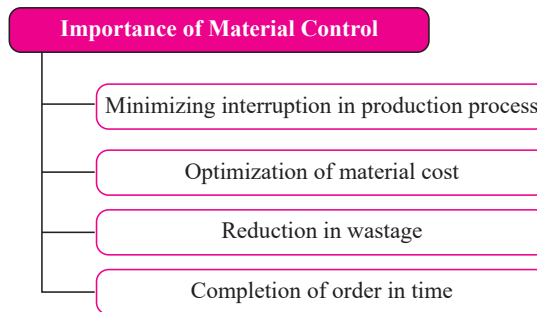 Importance of Material Control
Minimizing interruption in production process
Optimization of material cost
Reduction in wastage
Completion of order in time